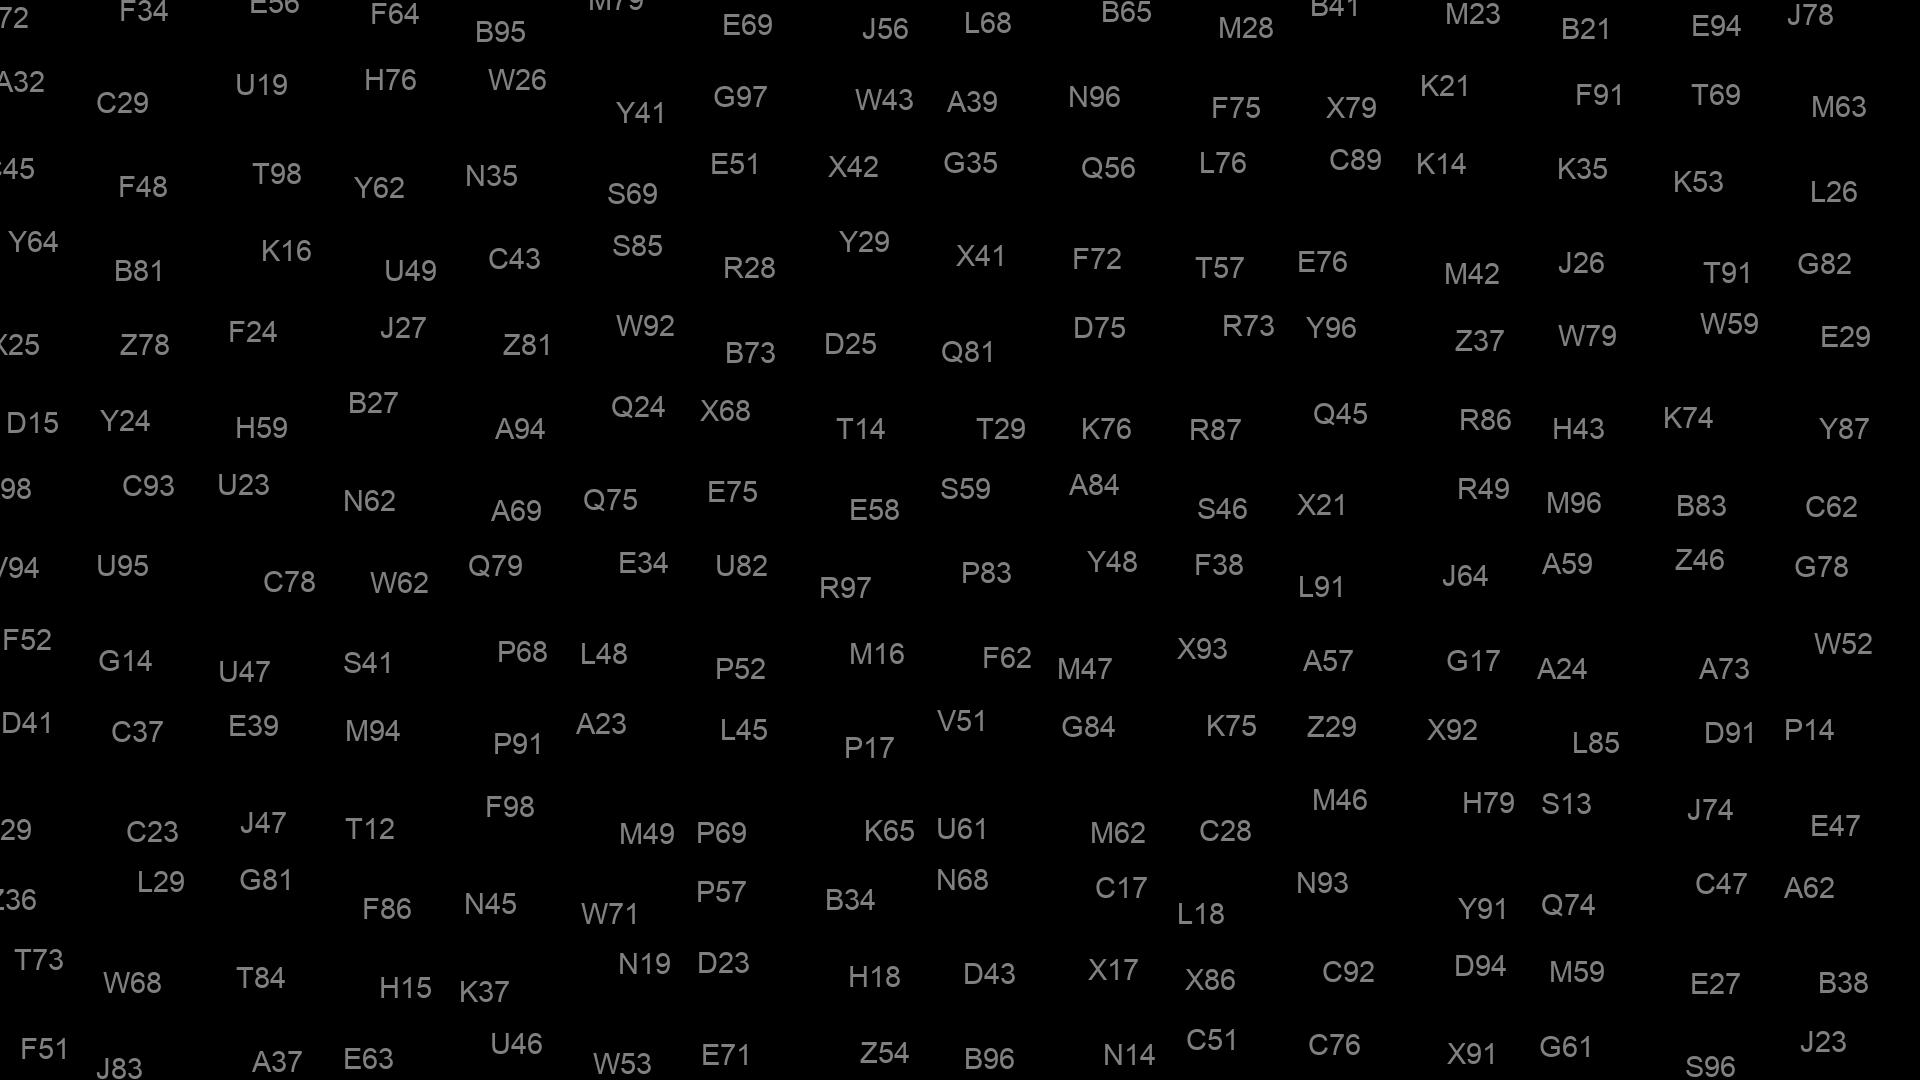 72 F34 E56 F64 B95 M79 E69 J56 L68 B65 M28 B41 M23 B21 E94 J78
A32 C29 U19 H76 W26 Y41 G97 W43 A39 N96 F75 X79 K21 F91 T69 M63
45 F48 T98 Y62 N35 S69 E51 X42 G35 Q56 L76 C89 K14 K35 K53 L26
Y64 B81 K16 U49 C43 S85 R28 Y29 X41 F72 T57 E76 M42 J26 T91 G82
X25 Z78 F24 J27 Z81 W92 B73 D25 Q81 D75 R73 Y96 Z37 W79 W59 E29
D15 Y24 H59 B27 A94 Q24 X68 T14 T29 K76 R87 Q45 R86 H43 K74 Y87
98 C93 U23 N62 A69 Q75 E75 E58 S59 A84 S46 X21 R49 M96 B83 C62
94 U95 C78 W62 Q79 E34 U82 R97 P83 Y48 F38 L91 J64 A59 Z46 G78
F52 G14 U47 S41 P68 L48 P52 M16 F62 M47 X93 A57 G17 A24 A73 W52
D41 C37 E39 M94 P91 A23 L45 P17 V51 G84 K75 Z29 X92 L85 D91 P14
29 C23 J47 T12 F98 M49 P69 K65 U61 M62 C28 M46 H79 S13 J74 E47
Z36 L29 G81 F86 N45 W71 P57 B34 N68 C17 L18 N93 Y91 Q74 C47 A62
T73 W68 T84 H15 K37 N19 D23 H18 D43 X17 X86 C92 D94 M59 E27 B38
F51 J83 A37 E63 U46 W53 E71 Z54 B96 N14 C51 C76 X91 G61 S96 J23